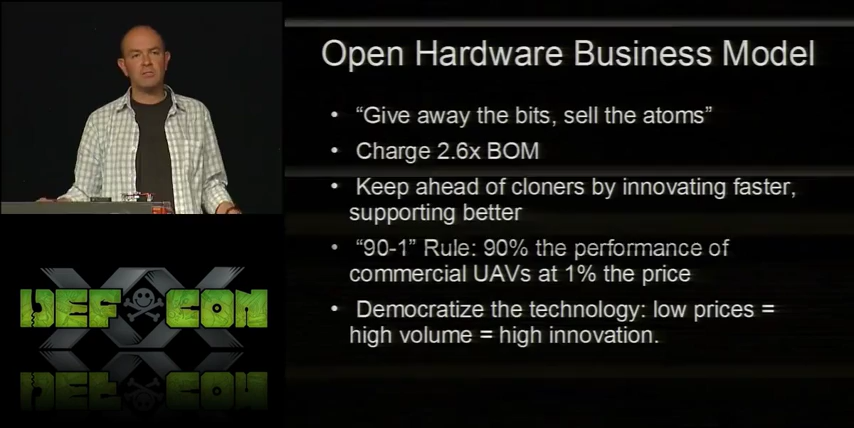 Open Hardware Business Model
• “Give away the bits, sell the atoms”
• Charge 2.6x BOM
• Keep ahead of cloners by innovating faster,
supporting better
• “90-1” Rule: 90% the performance of
commercial UAVs at 1% the price
• Democratize the technology: low prices =
high volume = high innovation.
XX
DEF CON